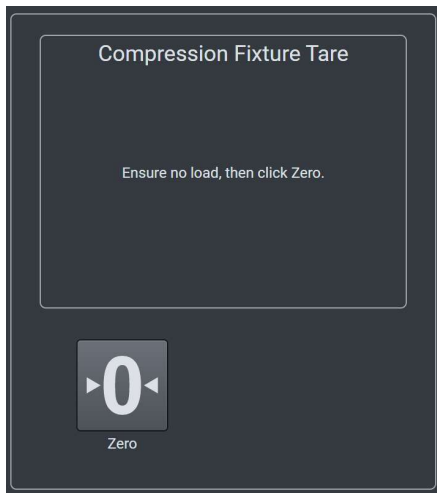 Compression Fixture Tare
Ensure no load, then click Zero.
0
Zero